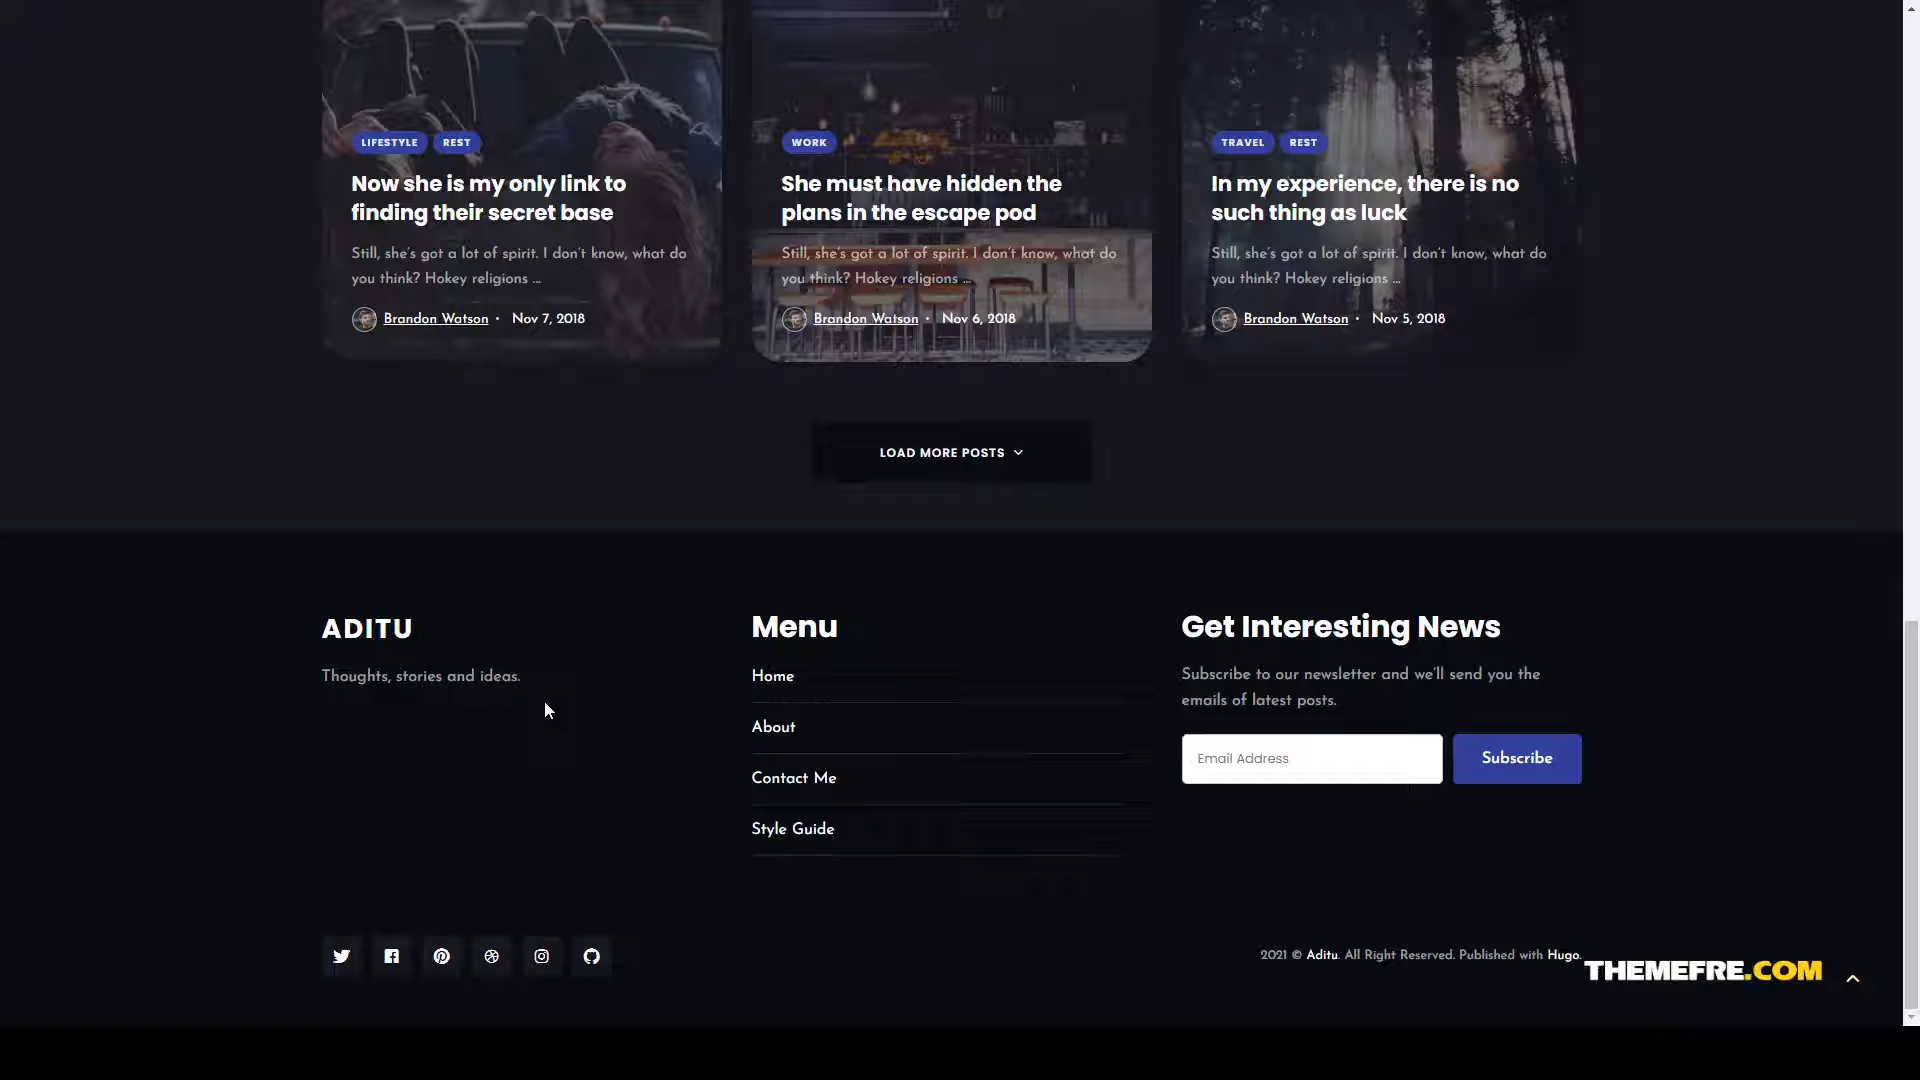 LIFESTYLE REST
Now she is my only link to
finding their secret base
Still, she's got a lot of spirit. I don't know, what do
you think? Hokey religions ...
Brandon Watson • Nov 7, 2018
WORK
She must have hidden the
plans in the escape pod
Still, she's got a lot of spirit. I don't know, what do
you think? Hokey religions ...
Brandon Watson • Nov 6, 2018
TRAVEL REST
In my experience, there is no
such thing as luck
Still, she's got a lot of spirit. I don't know, what do
you think? Hokey religions ...
Brandon Watson • Nov 5, 2018
LOAD MORE POSTS
ADITU
Thoughts, stories and ideas.
Menu
Home
About
Contact Me
Style Guide
Get Interesting News
Subscribe to our newsletter and we'll send you the
emails of latest posts.
Email Address
Subscribe
2021 © Aditu. All Right Reserved. Published with Hugo.
THEMEFRE.COM